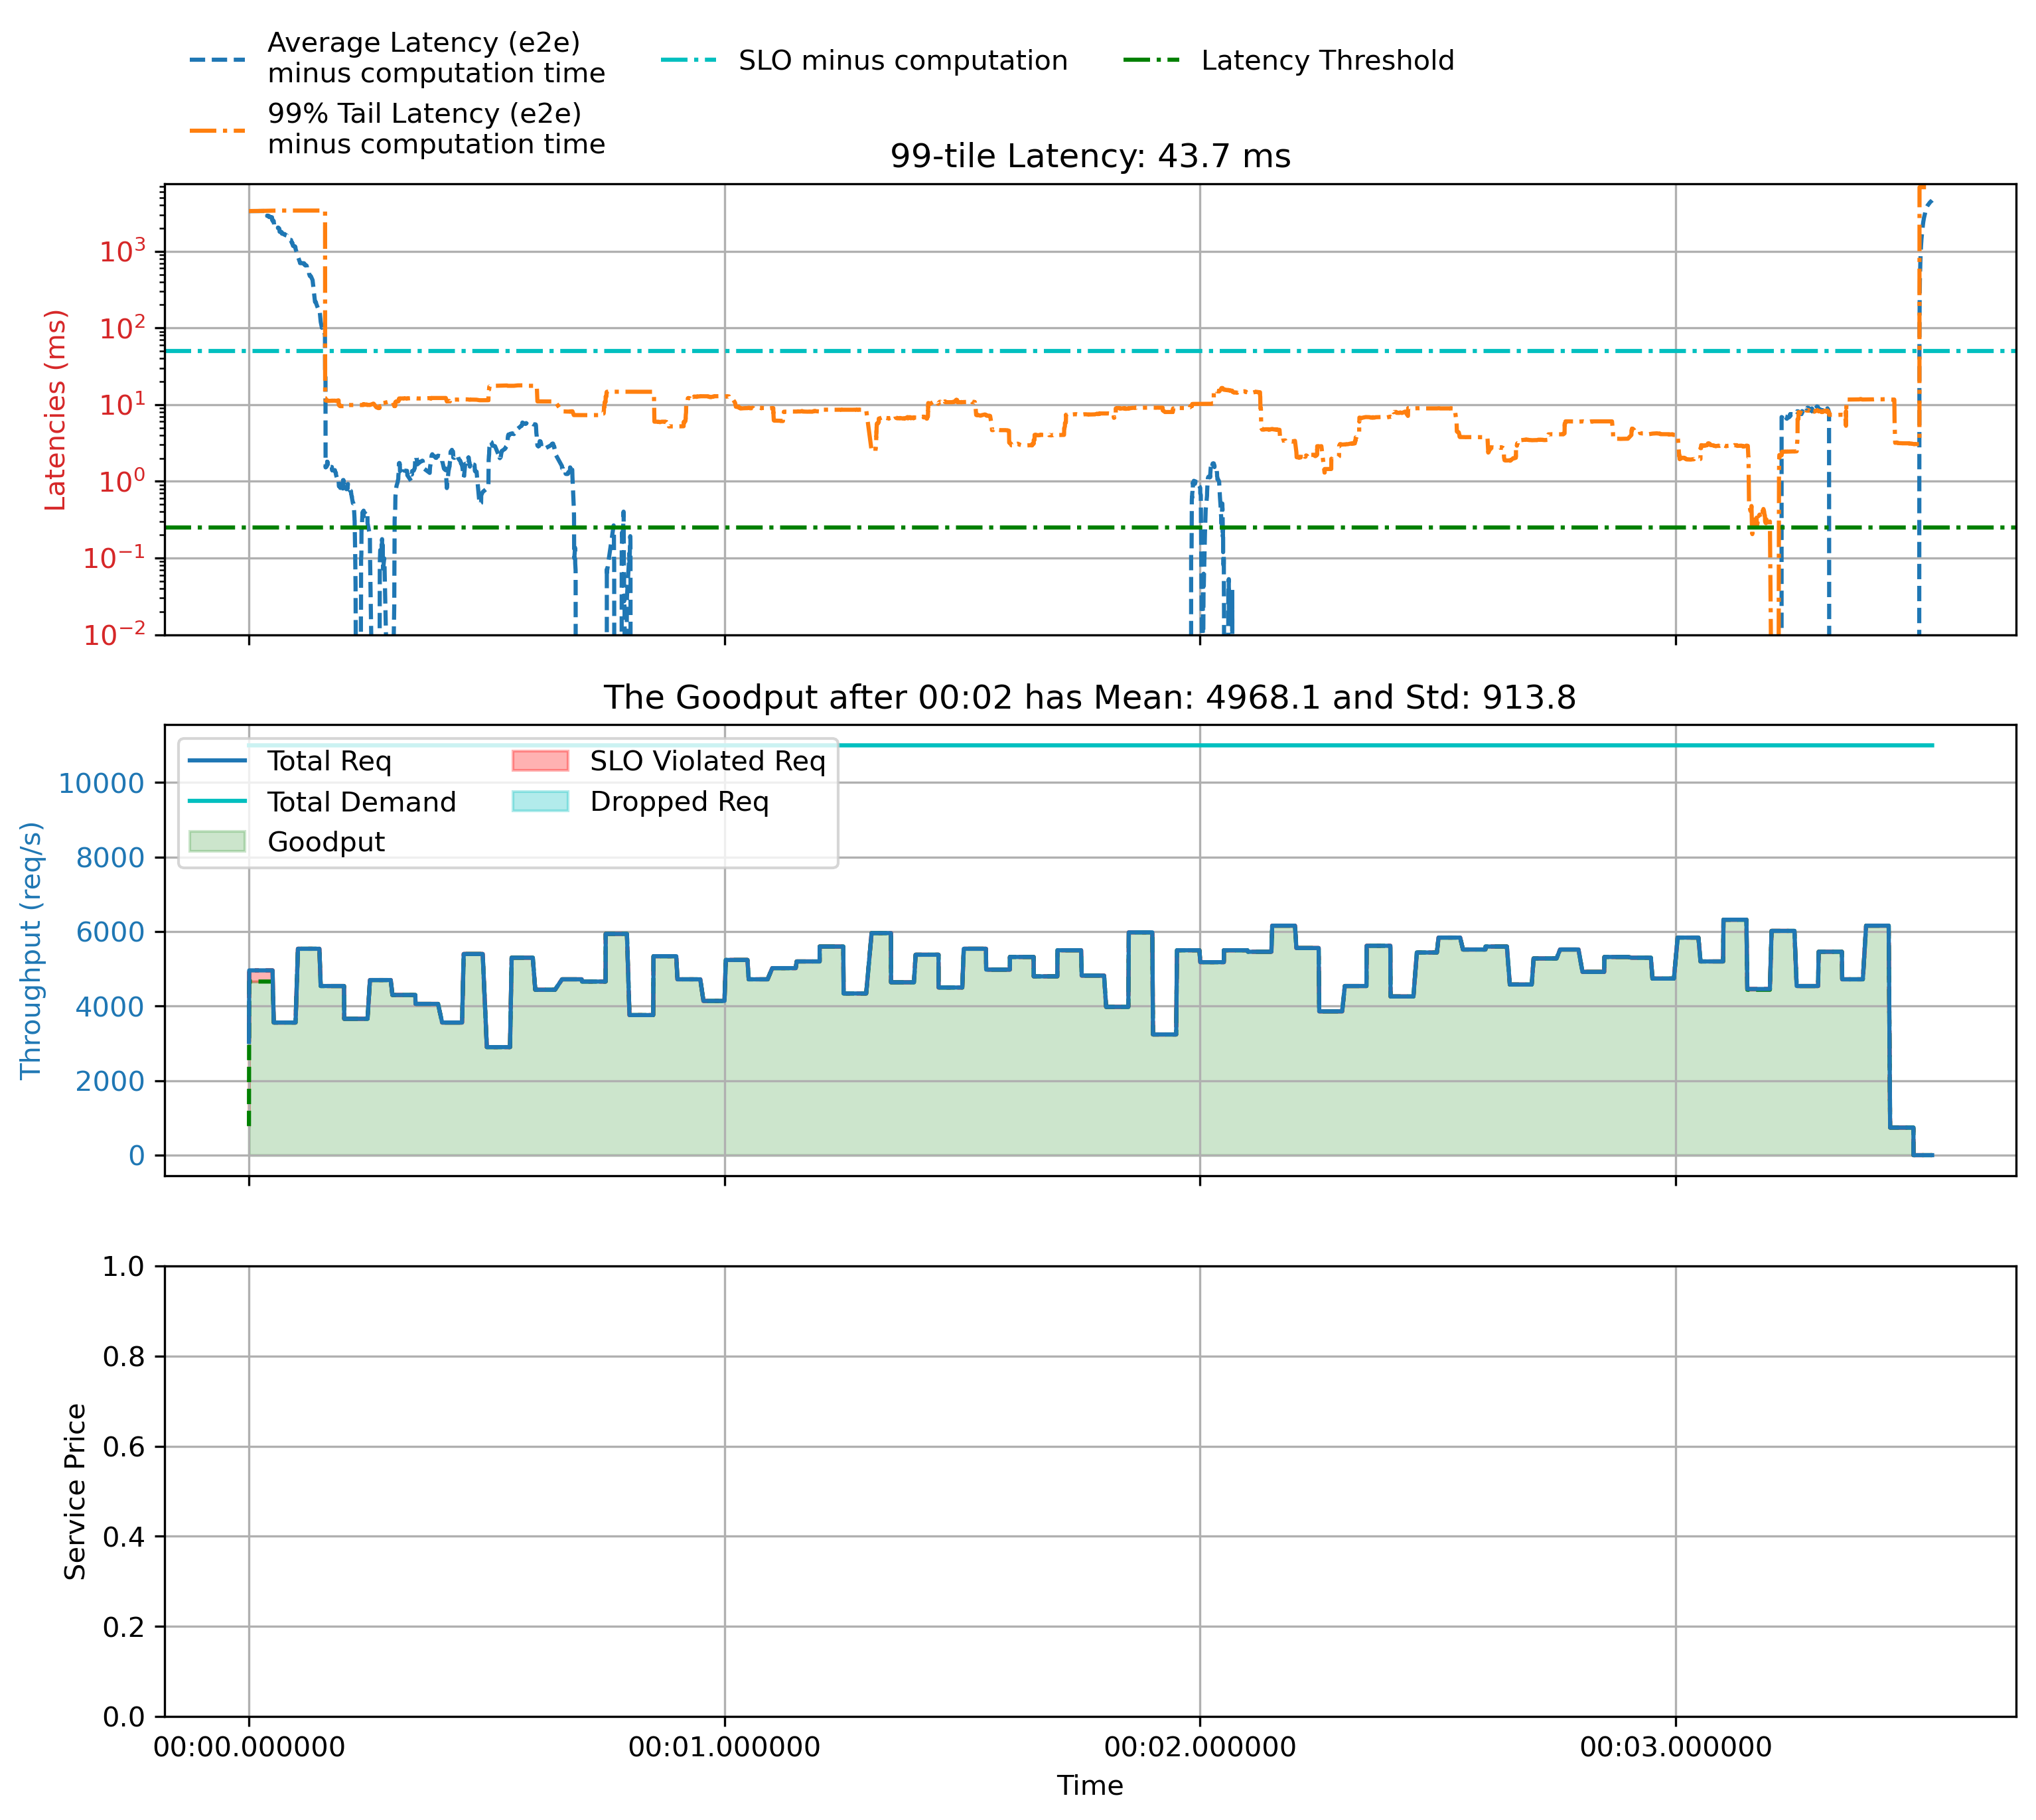 Average Latency (e2e)
minus computation time
99% Tail Latency (e2e)
minus computation time
SLO minus computation
Latency Threshold
99-tile Latency: 43.7 ms
Latencies (ms)
10³
10²
10¹
10⁰
10⁻¹
10⁻²
The Goodput after 00:02 has Mean: 4968.1 and Std: 913.8
Total Req
Total Demand
Goodput
SLO Violated Req
Dropped Req
Throughput (req/s)
10000
8000
6000
4000
2000
0
Service Price
1.0
0.8
0.6
0.4
0.2
0.0
00:00.000000
00:01.000000
00:02.000000
00:03.000000
Time